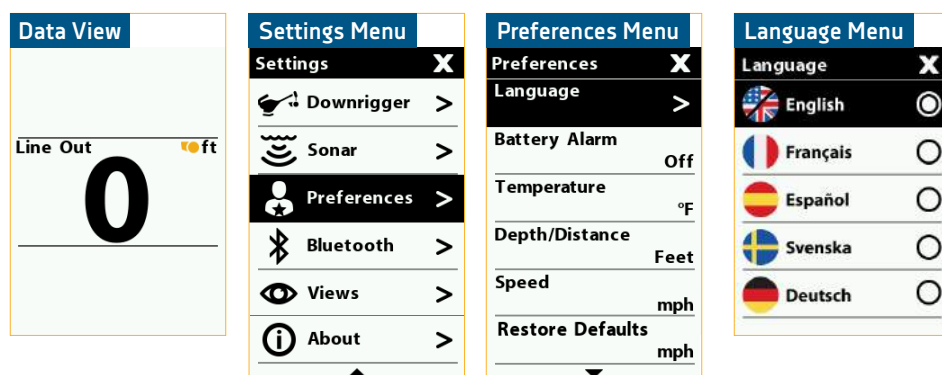 Data View
Line Out ft
0
Settings Menu
Settings X
Downrigger >
Sonar >
Preferences >
Bluetooth >
Views >
About >
Preferences Menu
Preferences X
Language >
Battery Alarm
Off
Temperature
°F
Depth/Distance
Feet
Speed
mph
Restore Defaults
mph
Language Menu
Language X
English
Français
Español
Svenska
Deutsch